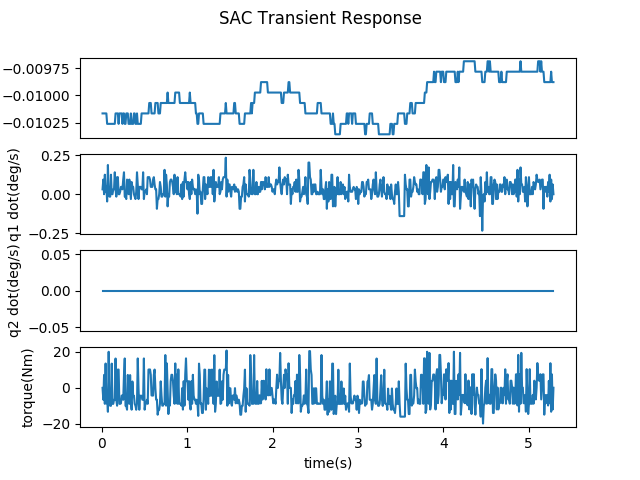 SAC Transient Response
−0.00975
−0.01000
−0.01025
q1 dot(deg/s)
0.25
0.00
−0.25
q2 dot(deg/s)
0.05
0.00
−0.05
torque(Nm)
20
0
−20
0 1 2 3 4 5
time(s)